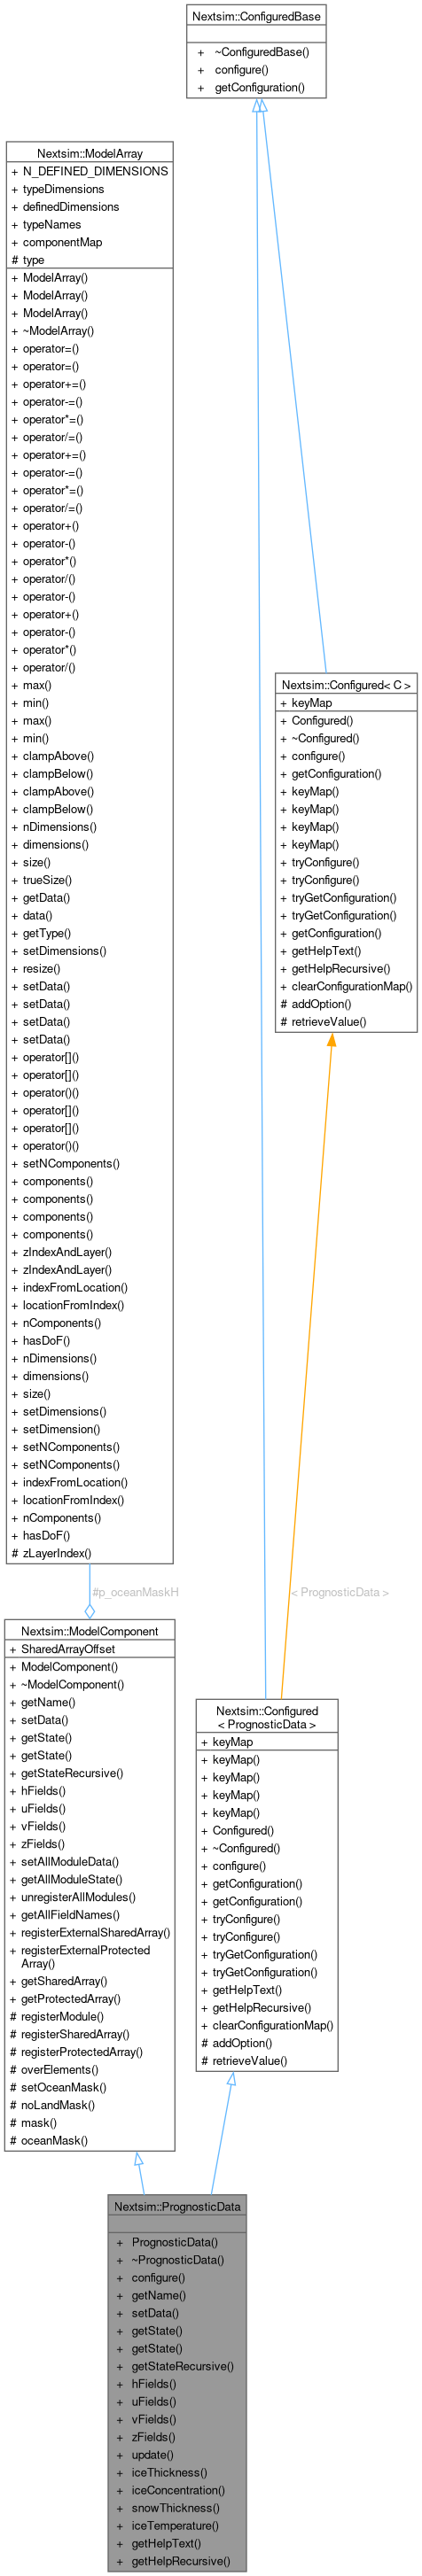 Nextsim::ConfiguredBase
+ ~ConfiguredBase()
+ configure()
+ getConfiguration()
Nextsim::ModelArray
+ N_DEFINED_DIMENSIONS
+ typeDimensions
+ definedDimensions
+ typeNames
+ componentMap
# type
+ ModelArray()
+ ModelArray()
+ ModelArray()
+ ~ModelArray()
+ operator=()
+ operator=()
+ operator+=()
+ operator-=()
+ operator*=()
+ operator/=()
+ operator+=()
+ operator-=()
+ operator*=()
+ operator/=()
+ operator+()
+ operator-()
+ operator*()
+ operator/()
+ operator-()
+ operator+()
+ operator-()
+ operator*()
+ operator/()
+ max()
+ min()
+ max()
+ min()
+ clampAbove()
+ clampBelow()
+ clampAbove()
+ clampBelow()
+ nDimensions()
+ dimensions()
+ size()
+ trueSize()
+ getData()
+ data()
+ getType()
+ setDimensions()
+ resize()
+ setData()
+ setData()
+ setData()
+ setData()
+ operator[]()
+ operator[]()
+ operator()()
+ operator[]()
+ operator[]()
+ operator()()
+ setNComponents()
+ components()
+ components()
+ components()
+ components()
+ zIndexAndLayer()
+ zIndexAndLayer()
+ indexFromLocation()
+ locationFromIndex()
+ nComponents()
+ hasDoF()
+ nDimensions()
+ dimensions()
+ size()
+ setDimensions()
+ setDimension()
+ setNComponents()
+ setNComponents()
+ indexFromLocation()
+ locationFromIndex()
+ nComponents()
+ hasDoF()
# zLayerIndex()
Nextsim::Configured< C >
+ keyMap
+ Configured()
+ ~Configured()
+ configure()
+ getConfiguration()
+ keyMap()
+ keyMap()
+ keyMap()
+ keyMap()
+ tryConfigure()
+ tryConfigure()
+ tryGetConfiguration()
+ tryGetConfiguration()
+ getConfiguration()
+ getHelpText()
+ getHelpRecursive()
+ clearConfigurationMap()
# addOption()
# retrieveValue()
#p_oceanMaskH
< PrognosticData >
Nextsim::ModelComponent
+ SharedArrayOffset
+ ModelComponent()
+ ~ModelComponent()
+ getName()
+ setData()
+ getState()
+ getState()
+ getStateRecursive()
+ hFields()
+ uFields()
+ vFields()
+ zFields()
+ setAllModuleData()
+ getAllModuleState()
+ unregisterAllModules()
+ getAllFieldNames()
+ registerExternalSharedArray()
+ registerExternalProtected
Array()
+ getSharedArray()
+ getProtectedArray()
# registerModule()
# registerSharedArray()
# registerProtectedArray()
# overElements()
# setOceanMask()
# noLandMask()
# mask()
# oceanMask()
Nextsim::Configured
< PrognosticData >
+ keyMap
+ keyMap()
+ keyMap()
+ keyMap()
+ keyMap()
+ Configured()
+ ~Configured()
+ configure()
+ getConfiguration()
+ getConfiguration()
+ tryConfigure()
+ tryConfigure()
+ tryGetConfiguration()
+ tryGetConfiguration()
+ getHelpText()
+ getHelpRecursive()
+ clearConfigurationMap()
# addOption()
# retrieveValue()
Nextsim::PrognosticData
+ PrognosticData()
+ ~PrognosticData()
+ configure()
+ getName()
+ setData()
+ getState()
+ getState()
+ getStateRecursive()
+ hFields()
+ uFields()
+ vFields()
+ zFields()
+ update()
+ iceThickness()
+ iceConcentration()
+ snowThickness()
+ iceTemperature()
+ getHelpText()
+ getHelpRecursive()